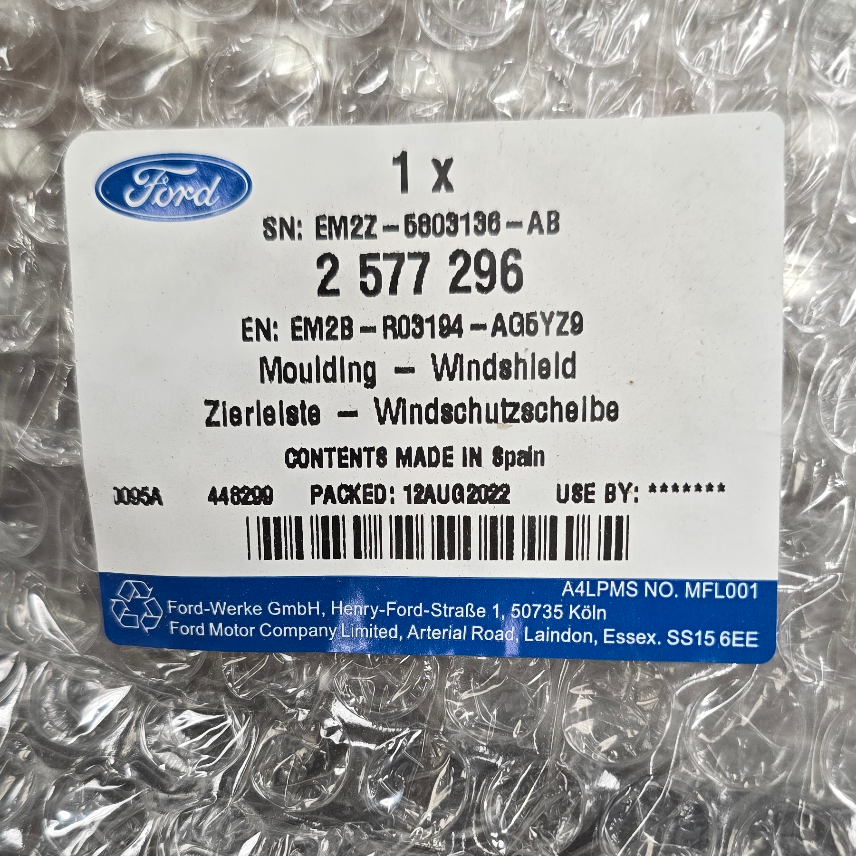 Ford
1 x
SN: EM2Z-5803136-AB
2 577 296
EN: EM2B-R03194-AG5YZ9
Moulding - Windshield
Zierleiste - Windschutzscheibe
CONTENTS MADE IN Spain
0095A 448299 PACKED: 12AUG2022 USE BY: *******
A4LPMS NO. MFL001
Ford-Werke GmbH, Henry-Ford-Straße 1, 50735 Köln
Ford Motor Company Limited, Arterial Road, Laindon, Essex. SS15 6EE